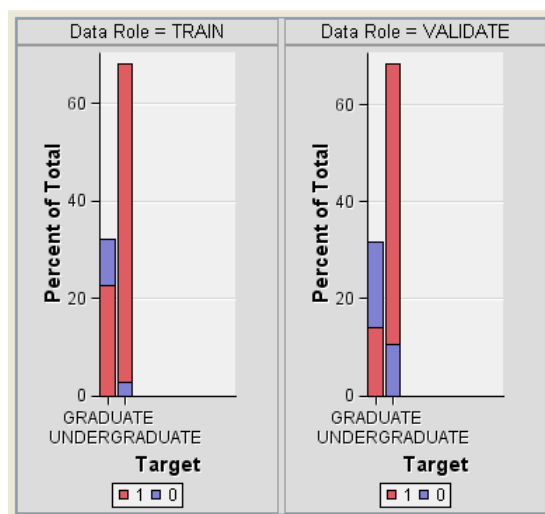 Data Role = TRAIN
Percent of Total
60
40
20
0
GRADUATE
UNDERGRADUATE
Target
1 0
Data Role = VALIDATE
Percent of Total
60
40
20
0
GRADUATE
UNDERGRADUATE
Target
1 0